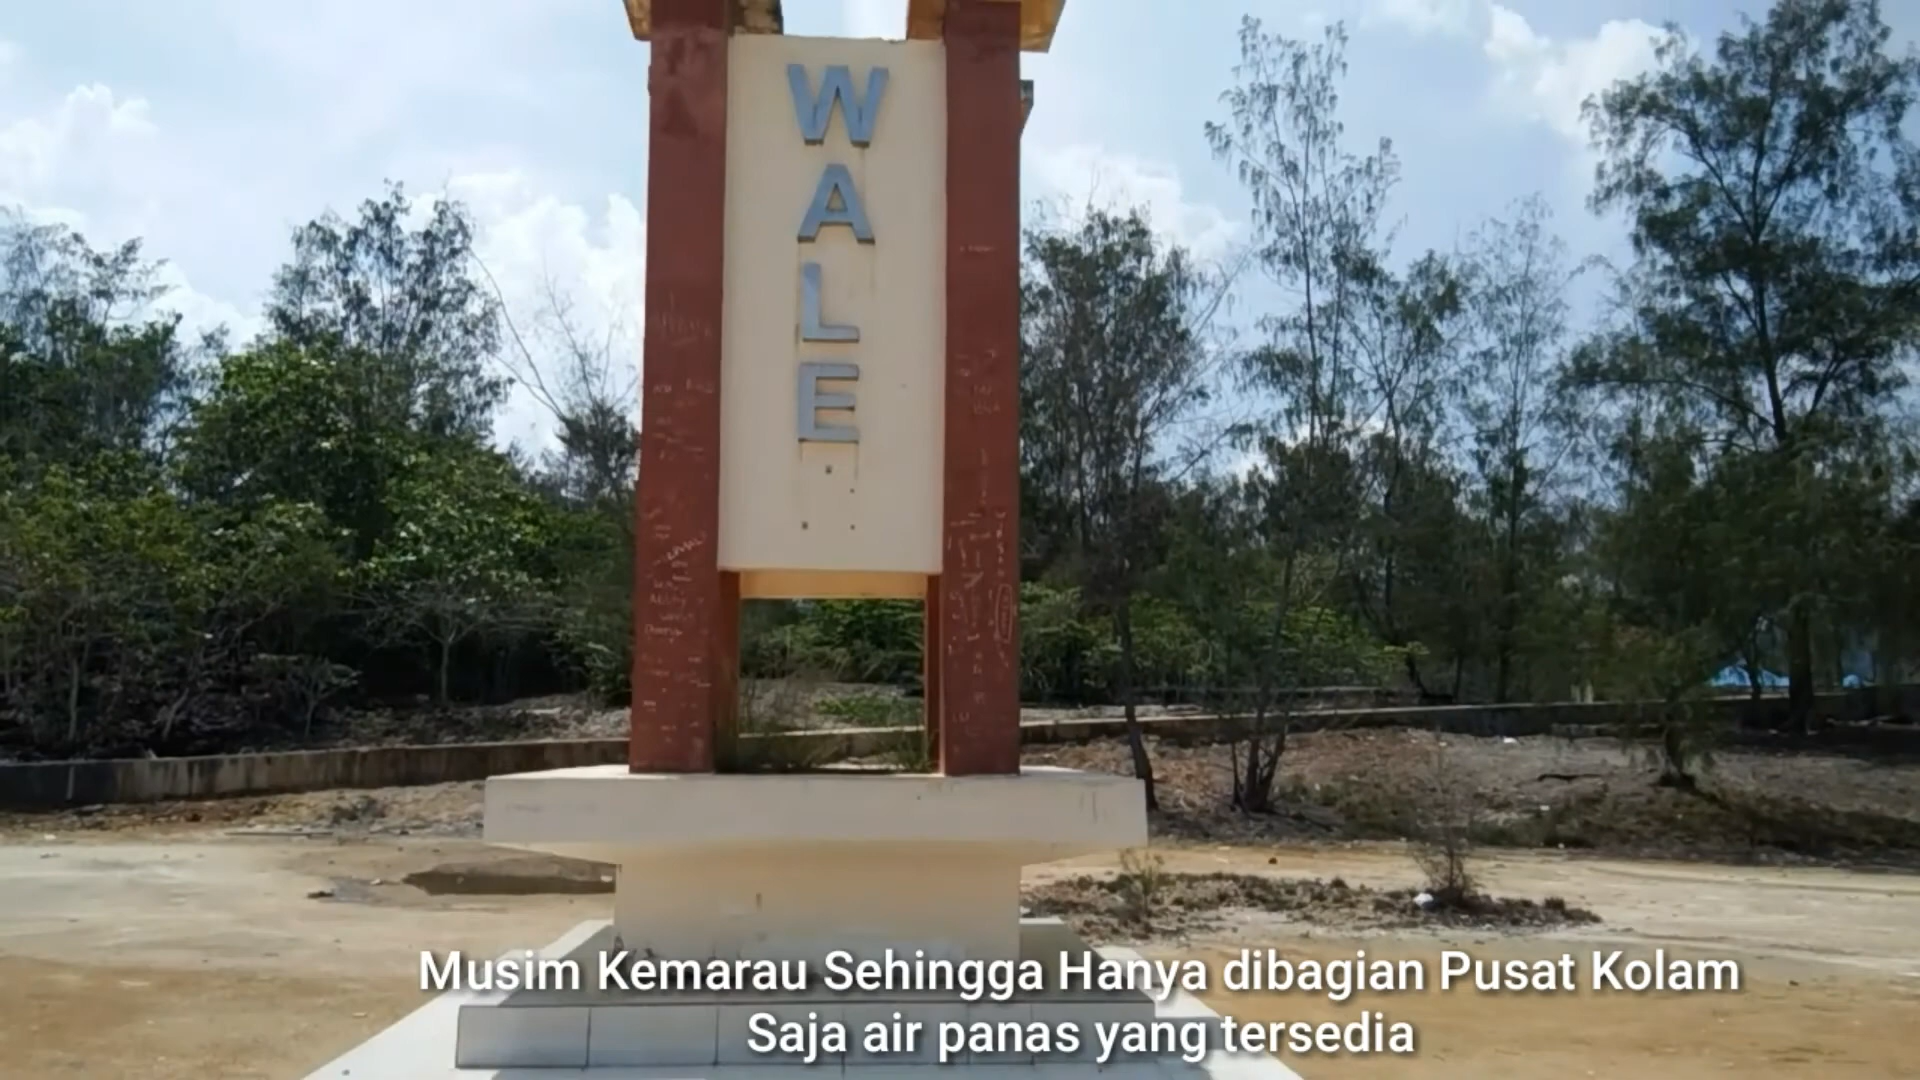 WALE
Musim Kemarau Sehingga Hanya dibagian Pusat Kolam
Saja air panas yang tersedia